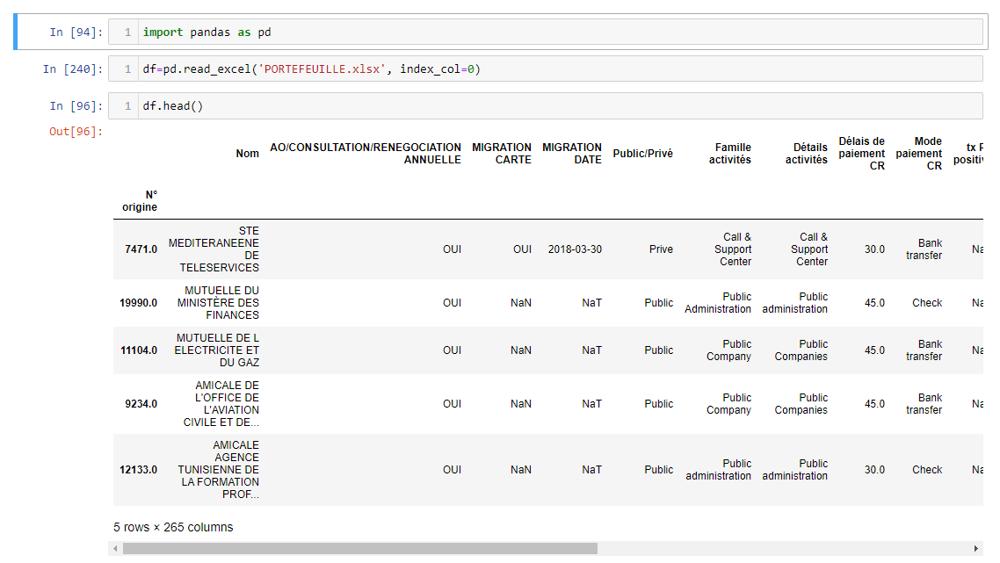 In [94]: 1 import pandas as pd
In [240]: 1 df=pd.read_excel('PORTEFEUILLE.xlsx', index_col=0)
In [96]: 1 df.head()
Out[96]:
Nom
AO/CONSULTATION/RENEGOCIATION
ANNUELLE
MIGRATION
CARTE
MIGRATION
DATE
Public/Privé
Famille
activités
Détails
activités
Délais de
paiement
CR
Mode
paiement
CR
tx
N°
origine
7471.0
STE
MEDITERANEENE
DE
TELESERVICES
OUI
OUI
2018-03-30
Prive
Call &
Support
Center
Call &
Support
Center
30.0
Bank
transfer
19990.0
MUTUELLE DU
MINISTÈRE DES
FINANCES
OUI
NaN
NaT
Public
Public
Administration
Public
administration
45.0
Check
11104.0
MUTUELLE DE L
ELECTRICITE ET
DU GAZ
OUI
NaN
NaT
Public
Public
Company
Public
Companies
45.0
Bank
transfer
9234.0
AMICALE DE
L'OFFICE DE
L'AVIATION
CIVILE ET DE...
OUI
NaN
NaT
Public
Public
Company
Public
Companies
45.0
Bank
transfer
12133.0
AMICALE
AGENCE
TUNISIENNE DE
LA FORMATION
PROF...
OUI
NaN
NaT
Public
Public
administration
Public
administration
30.0
Check
5 rows × 265 columns